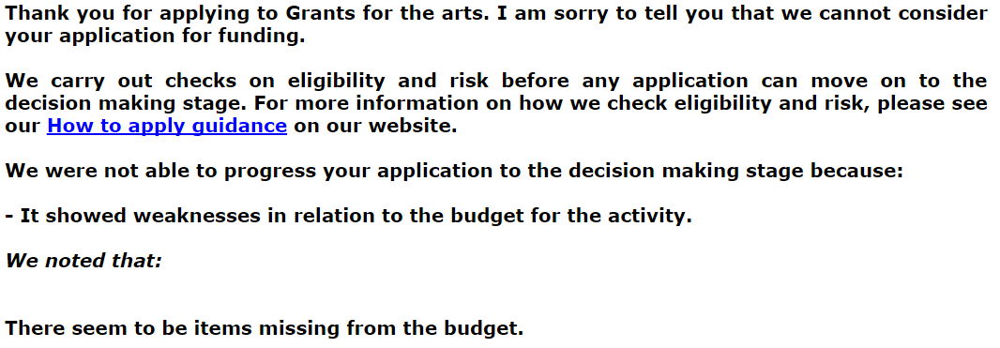 Thank you for applying to Grants for the arts. I am sorry to tell you that we cannot consider
your application for funding.
We carry out checks on eligibility and risk before any application can move on to the
decision making stage. For more information on how we check eligibility and risk, please see
our How to apply guidance on our website.
We were not able to progress your application to the decision making stage because:
- It showed weaknesses in relation to the budget for the activity.
We noted that:
There seem to be items missing from the budget.